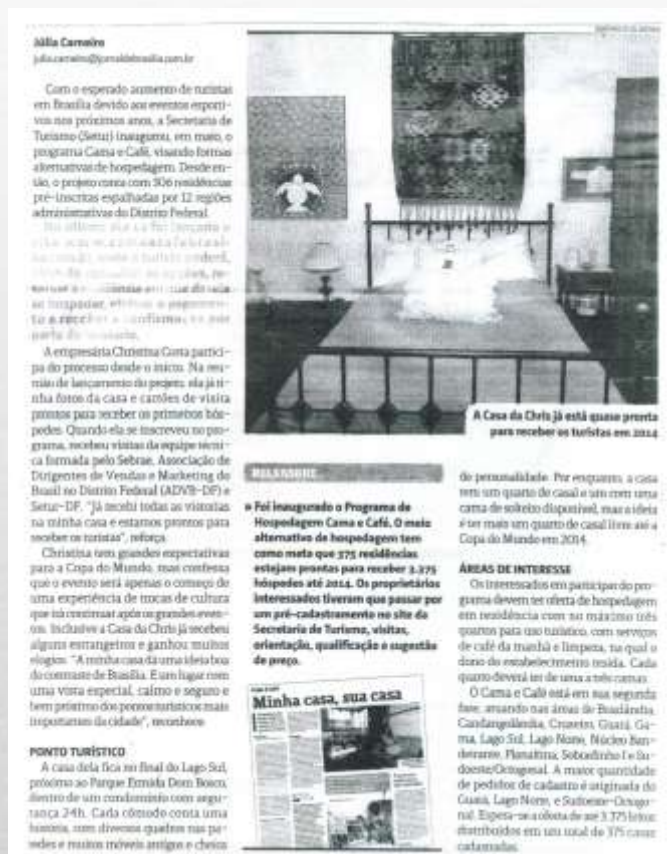 Júlia Carneiro
julia.carneiro@jornaldebrasilia.com.br
Com o esperado aumento de turistas
em Brasília devido aos eventos esporti-
vos nos próximos anos, a Secretaria de
Turismo (Setur) inaugurou, em maio, o
programa Cama e Café, visando formas
alternativas de hospedagem. Desde en-
tão, o projeto conta com 306 residências
pré-inscritas espalhadas por 12 regiões
administrativas do Distrito Federal.
A empresária Christina Costa partici-
pa do processo desde o início. Na reu-
nião de lançamento do projeto, ela já ti-
nha fotos da casa e cartões de visita
prontos para receber os primeiros hós-
pedes. Quando ela se inscreveu no pro-
grama, recebeu visitas da equipe técni-
ca formada pelo Sebrae, Associação de
Dirigentes de Vendas e Marketing do
Brasil no Distrito Federal (ADVB-DF) e
Setur-DF. "Já recebi todas as vistorias
na minha casa e estamos prontos para
receber os turistas", reforça.
Christina tem grandes expectativas
para a Copa do Mundo, mas confessa
que o evento será apenas o começo de
uma experiência de trocas de cultura
que irá continuar após os grandes even-
tos. Inclusive a Casa da Chris já recebeu
alguns estrangeiros e ganhou muitos
elogios. "A minha casa dá uma ideia boa
do contraste de Brasília. É um lugar com
uma vista especial, calmo e seguro e
bem próximo dos pontos turísticos mais
importantes da cidade", reconhece.
PONTO TURÍSTICO
A casa dela fica no final do Lago Sul,
próximo ao Parque Ermida Dom Bosco,
dentro de um condomínio com segu-
rança 24h. Cada cômodo conta uma
história, com diversos quadros nas pa-
redes e muitos móveis antigos e cheios
A Casa da Chris já está quase pronta
para receber os turistas em 2014
RELEMBRE
» Foi inaugurado o Programa de
Hospedagem Cama e Café. O meio
alternativo de hospedagem tem
como meta que 375 residências
estejam prontas para receber 3.375
hóspedes até 2014. Os proprietários
interessados tiveram que passar por
um pré-cadastramento no site da
Secretaria de Turismo, visitas,
orientação, qualificação e sugestão
de preço.
Minha casa, sua casa
de personalidade. Por enquanto, a casa
tem um quarto de casal e um com uma
cama de solteiro disponível, mas a ideia
é ter mais um quarto de casal livre até a
Copa do Mundo em 2014.
ÁREAS DE INTERESSE
Os interessados em participar do pro-
grama devem ter oferta de hospedagem
em residência com no máximo três
quartos para uso turístico, com serviços
de café da manhã e limpeza, na qual o
dono do estabelecimento resida. Cada
quarto deverá ter de uma a três camas.
O Cama e Café está em sua segunda
fase, atuando nas áreas de Brazlândia,
Candangolândia, Cruzeiro, Guará, Ga-
ma, Lago Sul, Lago Norte, Núcleo Ban-
deirante, Planaltina, Sobradinho I e Su-
doeste/Octogonal. A maior quantidade
de pedidos de cadastro é originada do
Guará, Lago Norte, e Sudoeste-Octogo-
nal. Espera-se a oferta de até 3.375 leitos
distribuídos em um total de 375 casas
cadastradas.